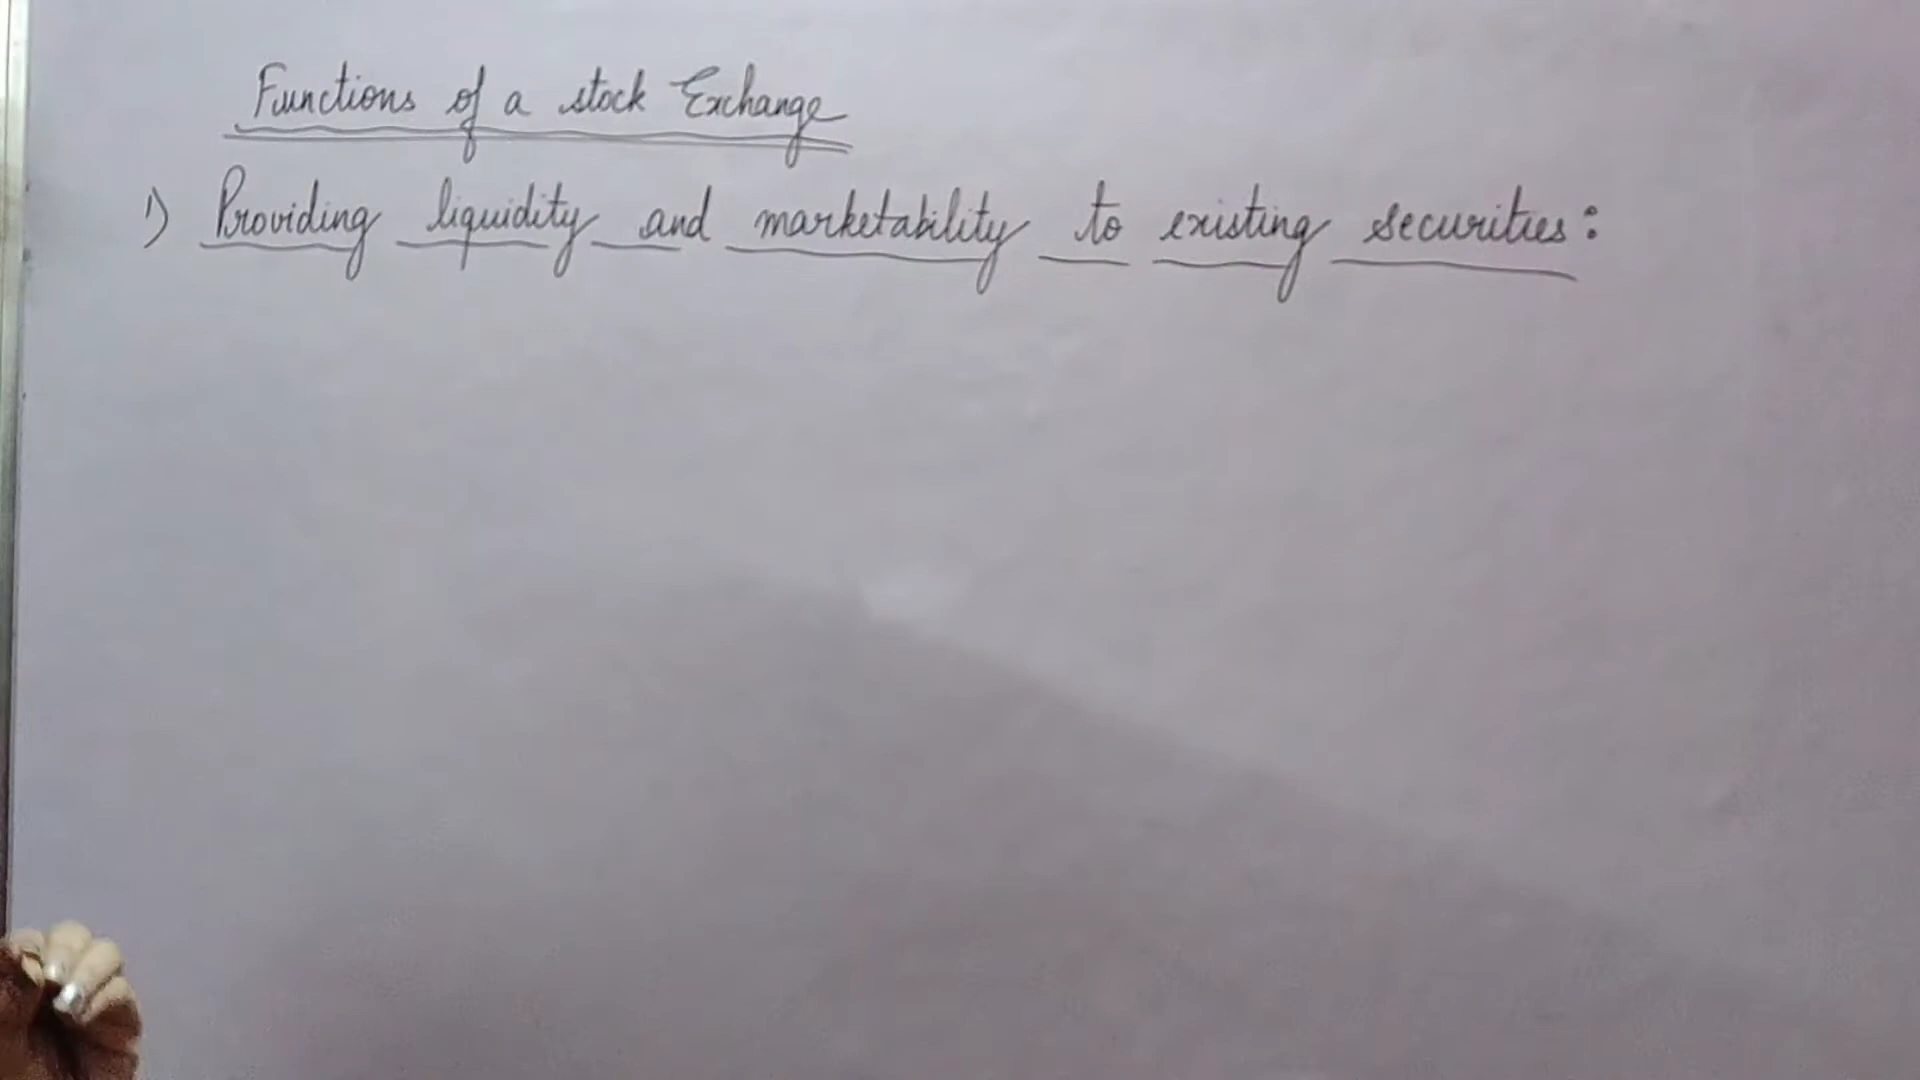 Functions of a stock Exchange
1) Providing liquidity and marketability to existing securities: